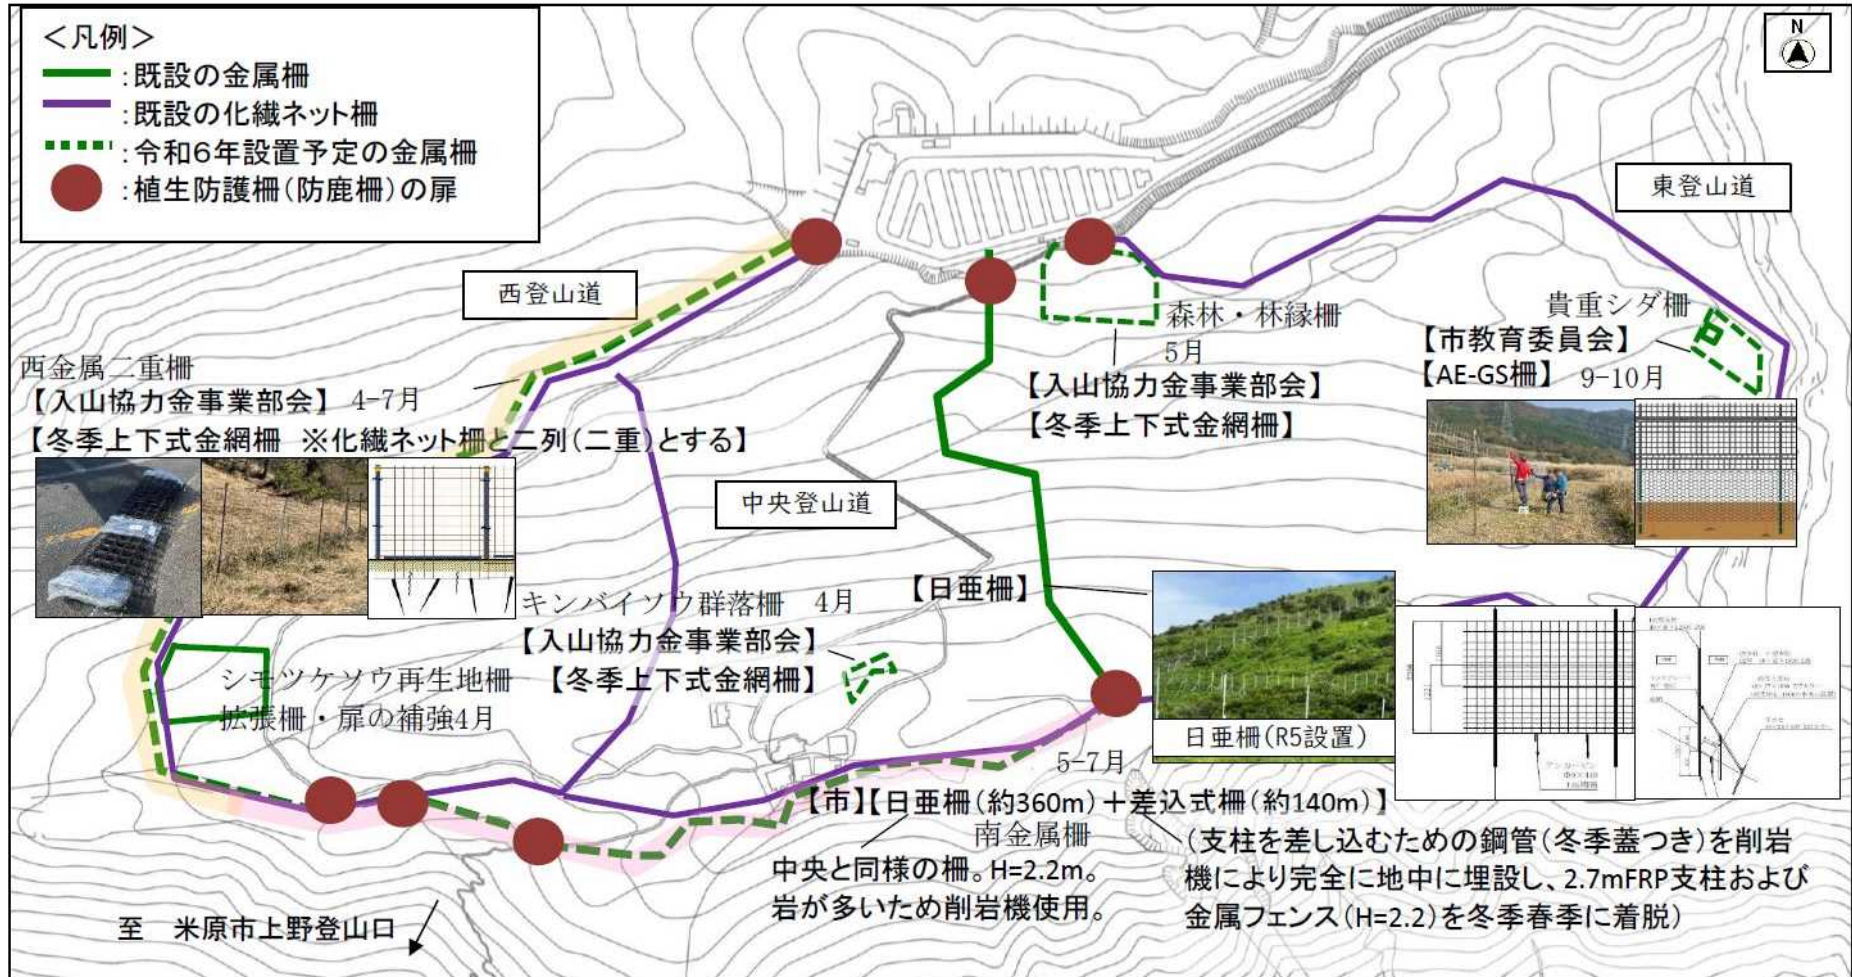 <凡例>
:既設の金属柵
:既設の化繊ネット柵
:令和6年設置予定の金属柵
:植生防護柵(防鹿柵)の扉
N
東登山道
西登山道
森林・林縁柵
5月
【入山協力金事業部会】
【冬季上下式金網柵】
貴重シダ柵
【市教育委員会】
【AE-GS柵】 9-10月
西金属二重柵
【入山協力金事業部会】 4-7月
【冬季上下式金網柵 ※化繊ネット柵と二列(二重)とする】
中央登山道
【日亜柵】
キンバイソウ群落柵 4月
【入山協力金事業部会】
【冬季上下式金網柵】
シモツケソウ再生地柵
拡張柵・扉の補強4月
日亜柵(R5設置)
5-7月
【市】【日亜柵(約360m)+差込式柵(約140m)】
南金属柵
中央と同様の柵。H=2.2m。
岩が多いため削岩機使用。
(支柱を差し込むための鋼管(冬季蓋つき)を削岩
機により完全に地中に埋設し、2.7mFRP支柱および
金属フェンス(H=2.2)を冬季春季に着脱)
至 米原市上野登山口